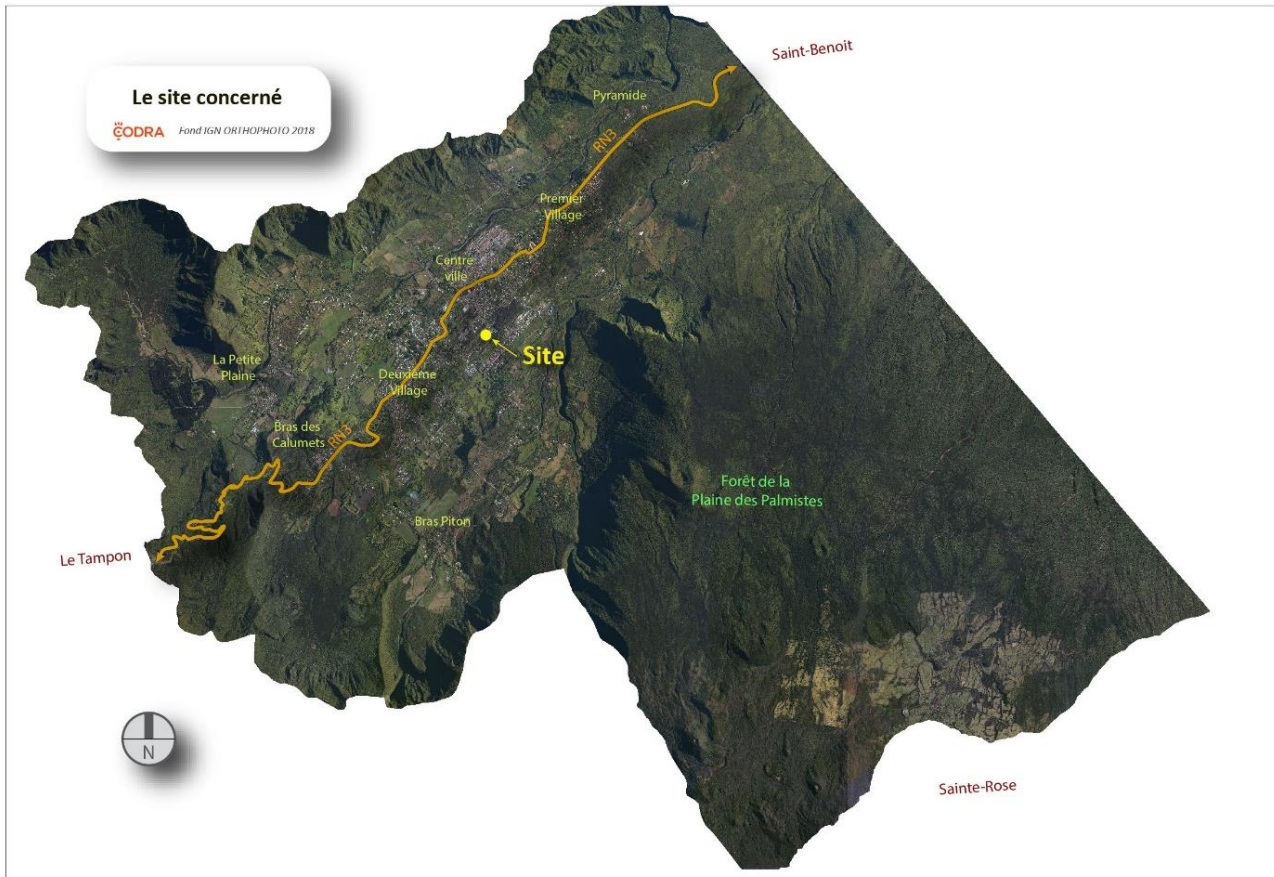 Le site concerné
CODRA Fond IGN ORTHOPHOTO 2018
Saint-Benoit
Pyramide
RN3
Premier
Village
Centre
ville
Site
La Petite
Plaine
Deuxième
Village
Bras des
Calumets
RN3
Forêt de la
Plaine des Palmistes
Bras Piton
Le Tampon
N
Sainte-Rose